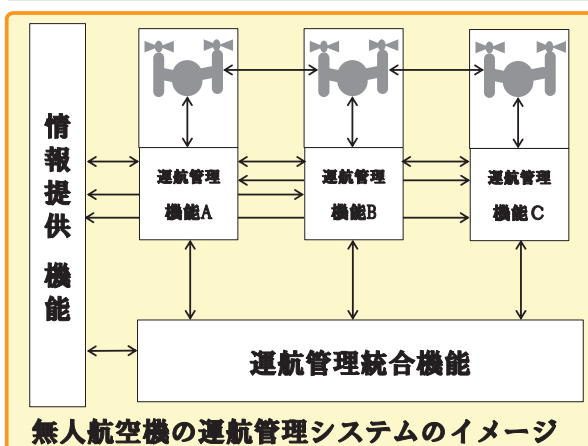 情報提供機能
運航管理
機能A
運航管理
機能B
運航管理
機能C
運航管理統合機能
無人航空機の運航管理システムのイメージ